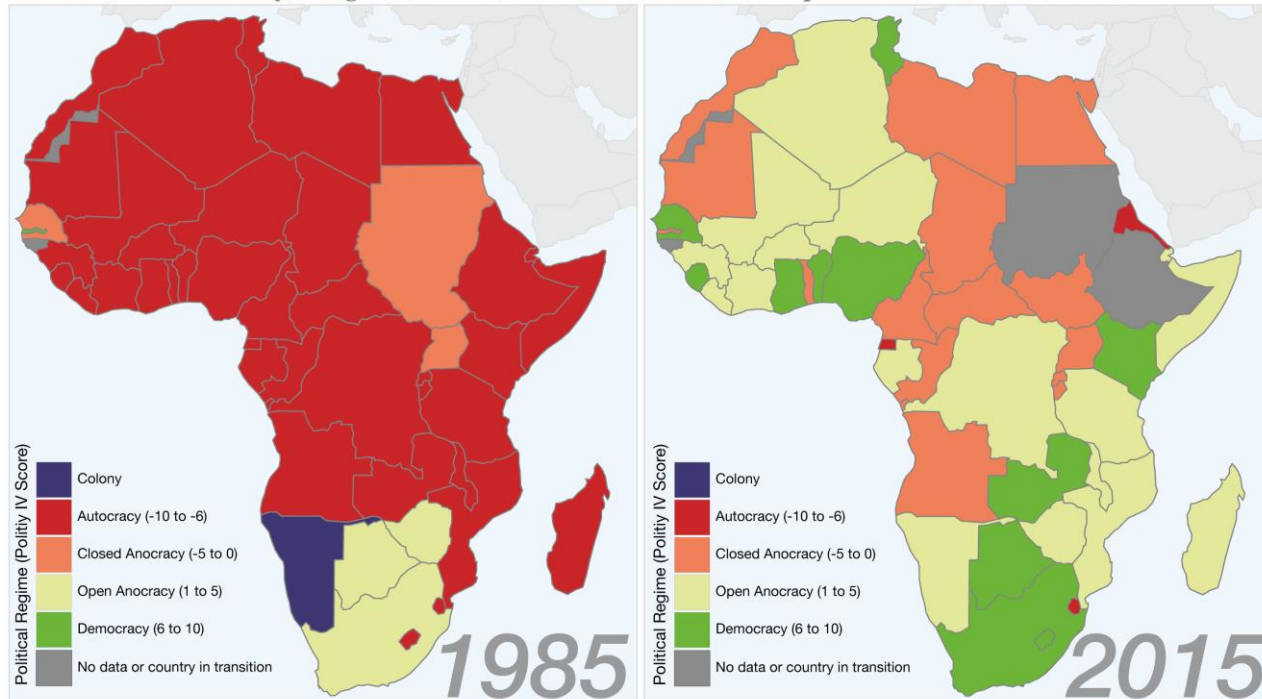 Political Regime (Politiy IV Score)
Colony
Autocracy (-10 to -6)
Closed Anocracy (-5 to 0)
Open Anocracy (1 to 5)
Democracy (6 to 10)
No data or country in transition
1985
Political Regime (Politiy IV Score)
Colony
Autocracy (-10 to -6)
Closed Anocracy (-5 to 0)
Open Anocracy (1 to 5)
Democracy (6 to 10)
No data or country in transition
2015